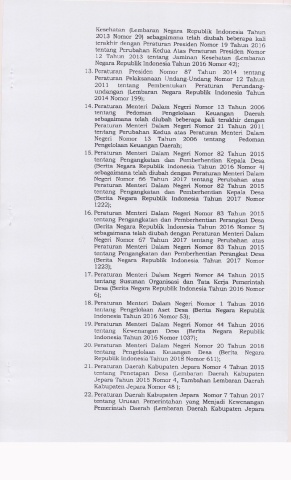 Kesehatan (Lembaran Negara Republik Indonesia Tahun
2013 Nomor 29) sebagaimana telah diubah beberapa kali
terakhir dengan Peraturan Presiden Nomor 19 Tahun 2016
tentang Perubahan Kedua Atas Peraturan Presiden Nomor
12 Tahun 2013 tentang Jaminan Kesehatan (Lembaran
Negara Republik Indonesia Tahun 2016 Nomor 42);
13. Peraturan Presiden Nomor 87 Tahun 2014 tentang
Peraturan Pelaksanaan Undang-Undang Nomor 12 Tahun
2011 tentang Pembentukan Peraturan Perundang-
undangan (Lembaran Negara Republik Indonesia Tahun
2014 Nomor 199);
14. Peraturan Menteri Dalam Negeri Nomor 13 Tahun 2006
tentang Pedoman Pengelolaan Keuangan Daerah
sebagaimana telah diubah beberapa kali terakhir dengan
Peraturan Menteri Dalam Negeri Nomor 21 Tahun 2011
tentang Perubahan Kedua atas Peraturan Menteri Dalam
Negeri Nomor 13 Tahun 2006 tentang Pedoman
Pengelolaan Keuangan Daerah;
15. Peraturan Menteri Dalam Negeri Nomor 82 Tahun 2015
tentang Pengangkatan dan Pemberhentian Kepala Desa
(Berita Negara Republik Indonesia Tahun 2016 Nomor 4)
sebagaimana telah diubah dengan Peraturan Menteri Dalam
Negeri Nomor 66 Tahun 2017 tentang Perubahan atas
Peraturan Menteri Dalam Negeri Nomor 82 Tahun 2015
tentang Pengangkatan dan Pemberhentian Kepala Desa
(Berita Negara Republik Indonesia Tahun 2017 Nomor
1222);
16. Peraturan Menteri Dalam Negeri Nomor 83 Tahun 2015
tentang Pengangkatan dan Pemberhentian Perangkat Desa
(Berita Negara Republik Indonesia Tahun 2016 Nomor 5)
sebagaimana telah diubah dengan Peraturan Menteri Dalam
Negeri Nomor 67 Tahun 2017 tentang Perubahan atas
Peraturan Menteri Dalam Negeri Nomor 83 Tahun 2015
tentang Pengangkatan dan Pemberhentian Perangkat Desa
(Berita Negara Republik Indonesia Tahun 2017 Nomor
1223);
17. Peraturan Menteri Dalam Negeri Nomor 84 Tahun 2015
tentang Susunan Organisasi dan Tata Kerja Pemerintah
Desa (Berita Negara Republik Indonesia Tahun 2016 Nomor
6);
18. Peraturan Menteri Dalam Negeri Nomor 1 Tahun 2016
tentang Pengelolaan Aset Desa (Berita Negara Republik
Indonesia Tahun 2016 Nomor 53);
19. Peraturan Menteri Dalam Negeri Nomor 44 Tahun 2016
tentang Kewenangan Desa (Berita Negara Republik
Indonesia Tahun 2016 Nomor 1037);
20. Peraturan Menteri Dalam Negeri Nomor 20 Tahun 2018
tentang Pengelolaan Keuangan Desa (Berita Negara
Republik Indonesia Tahun 2018 Nomor 611);
21. Peraturan Daerah Kabupaten Jepara Nomor 4 Tahun 2015
tentang Penetapan Desa (Lembaran Daerah Kabupaten
Jepara Tahun 2015 Nomor 4, Tambahan Lembaran Daerah
Kabupaten Jepara Nomor 48 );
22. Peraturan Daerah Kabupaten Jepara Nomor 7 Tahun 2017
tentang Urusan Pemerintahan yang Menjadi Kewenangan
Pemerintah Daerah (Lembaran Daerah Kabupaten Jepara